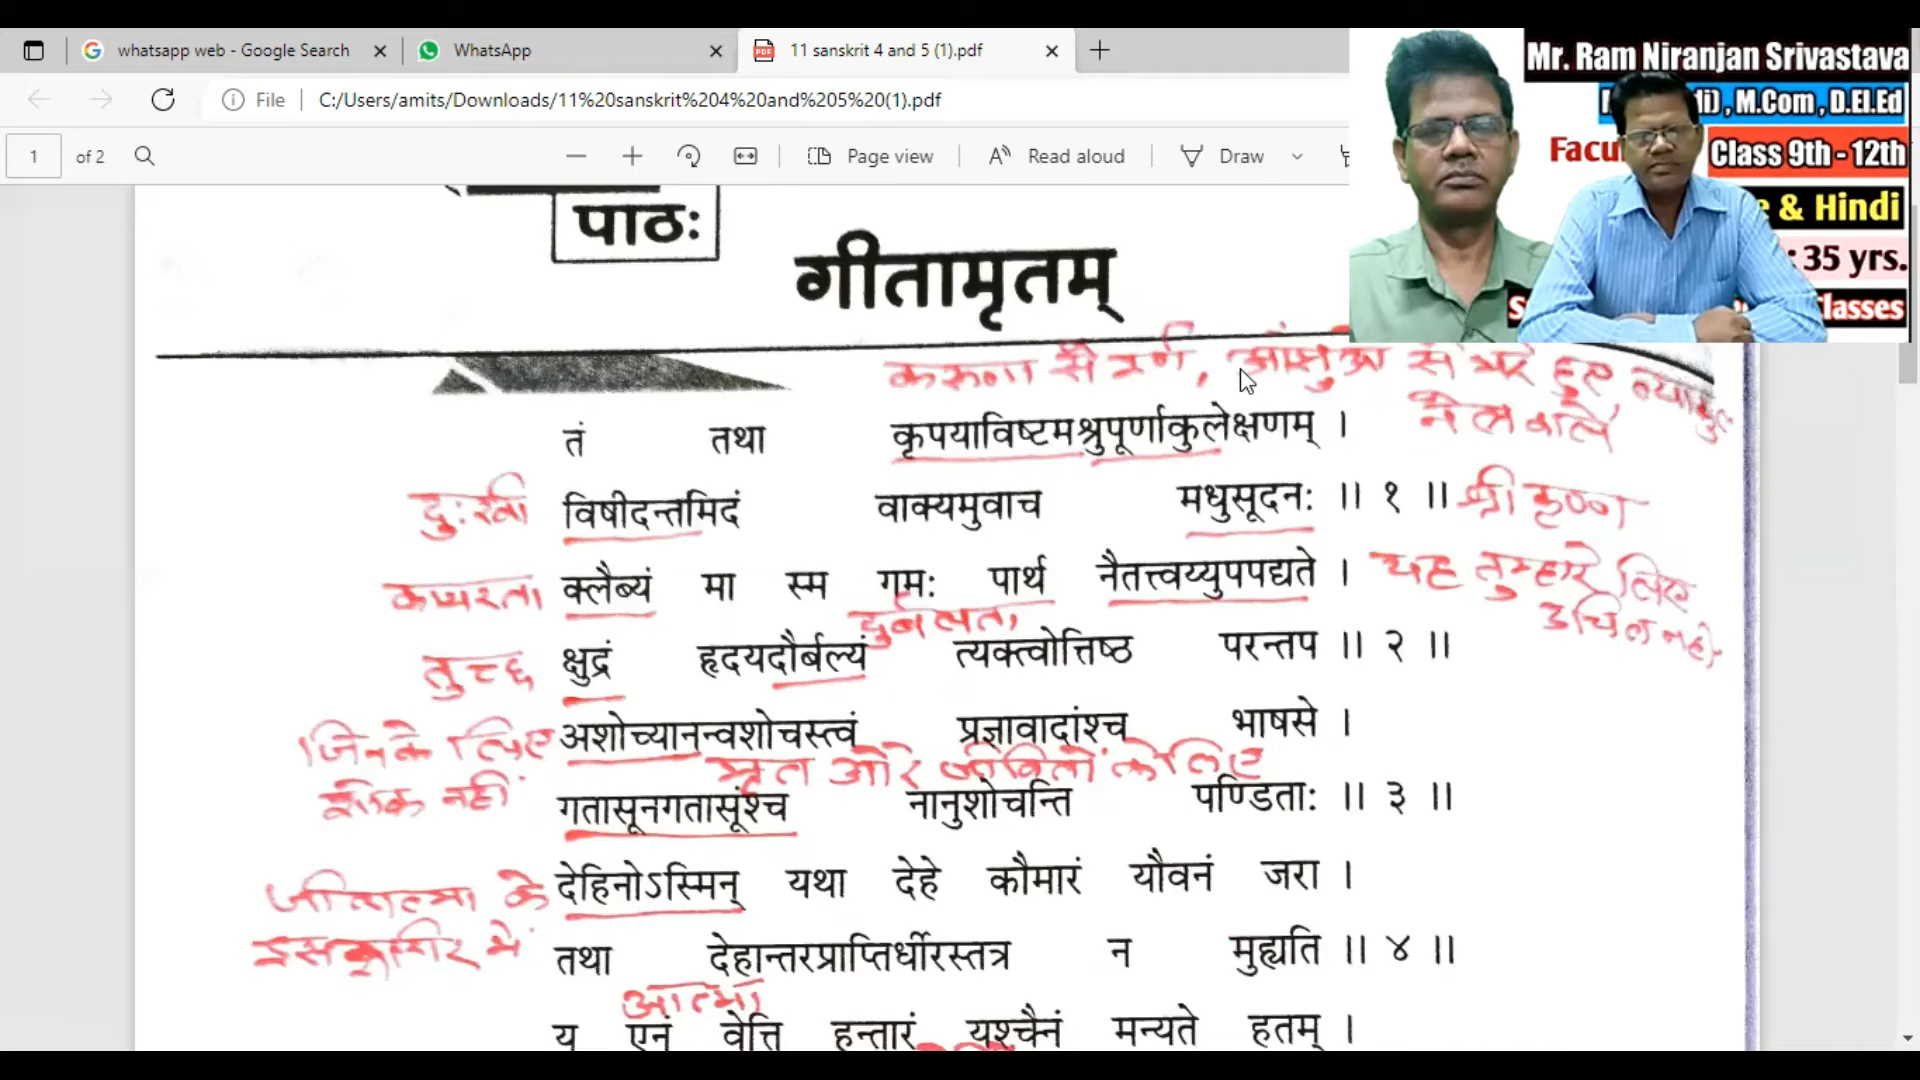 whatsapp web - Google Search
WhatsApp
11 sanskrit 4 and 5 (1).pdf
File
C:/Users/amits/Downloads/11%20sanskrit%204%20and%205%20(1).pdf
1 of 2
Page view
Read aloud
Draw
Mr. Ram Niranjan Srivastava
, M.Com , D.El.Ed
Class 9th - 12th
& Hindi
: 35 yrs.
पाठः
गीतामृतम्
करुणा से पूर्ण, आंसुओं से भरे हुए
नेत्र वाले
तं तथा कृपयाविष्टमश्रुपूर्णाकुलेक्षणम् ।
दुःखी विषीदन्तमिदं वाक्यमुवाच मधुसूदनः ॥ १ ॥ श्री कृष्ण
कायरता क्लैब्यं मा स्म गमः पार्थ नैतत्त्वय्युपपद्यते । यह तुम्हारे लिए
उचित नहीं
दुर्बलता
तुच्छ क्षुद्रं हृदयदौर्बल्यं त्यक्त्वोत्तिष्ठ परन्तप ॥ २ ॥
जिनके लिए अशोच्यानन्वशोचस्त्वं प्रज्ञावादांश्च भाषसे ।
शोक नहीं
मृत और जीवितों के लिए
गतासूनगतासूंश्च नानुशोचन्ति पण्डिताः ॥ ३ ॥
जीवात्मा के देहिनोऽस्मिन् यथा देहे कौमारं यौवनं जरा ।
इस शरीर में तथा देहान्तरप्राप्तिर्धीरस्तत्र न मुह्यति ॥ ४ ॥
आत्मा
य एनं वेत्ति हन्तारं यश्चैनं मन्यते हतम् ।